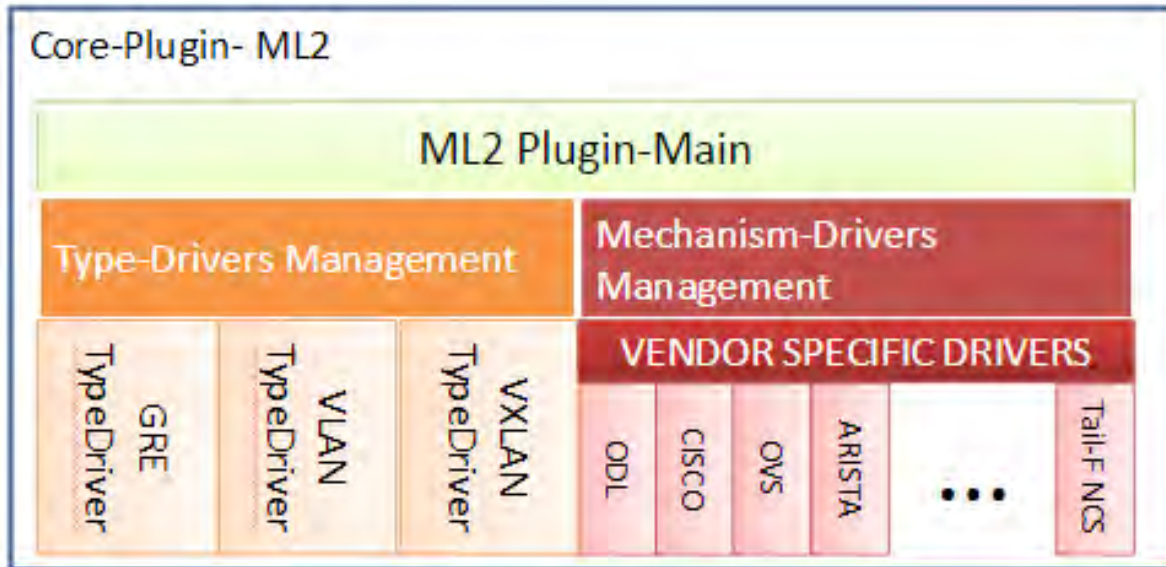 Core-Plugin- ML2
ML2 Plugin-Main
Type-Drivers Management
Mechanism-Drivers
Management
VENDOR SPECIFIC DRIVERS
GRE
TypeDriver
VLAN
TypeDriver
VXLAN
TypeDriver
ODL
CISCO
OVS
ARISTA
•••
Tail-F NCS